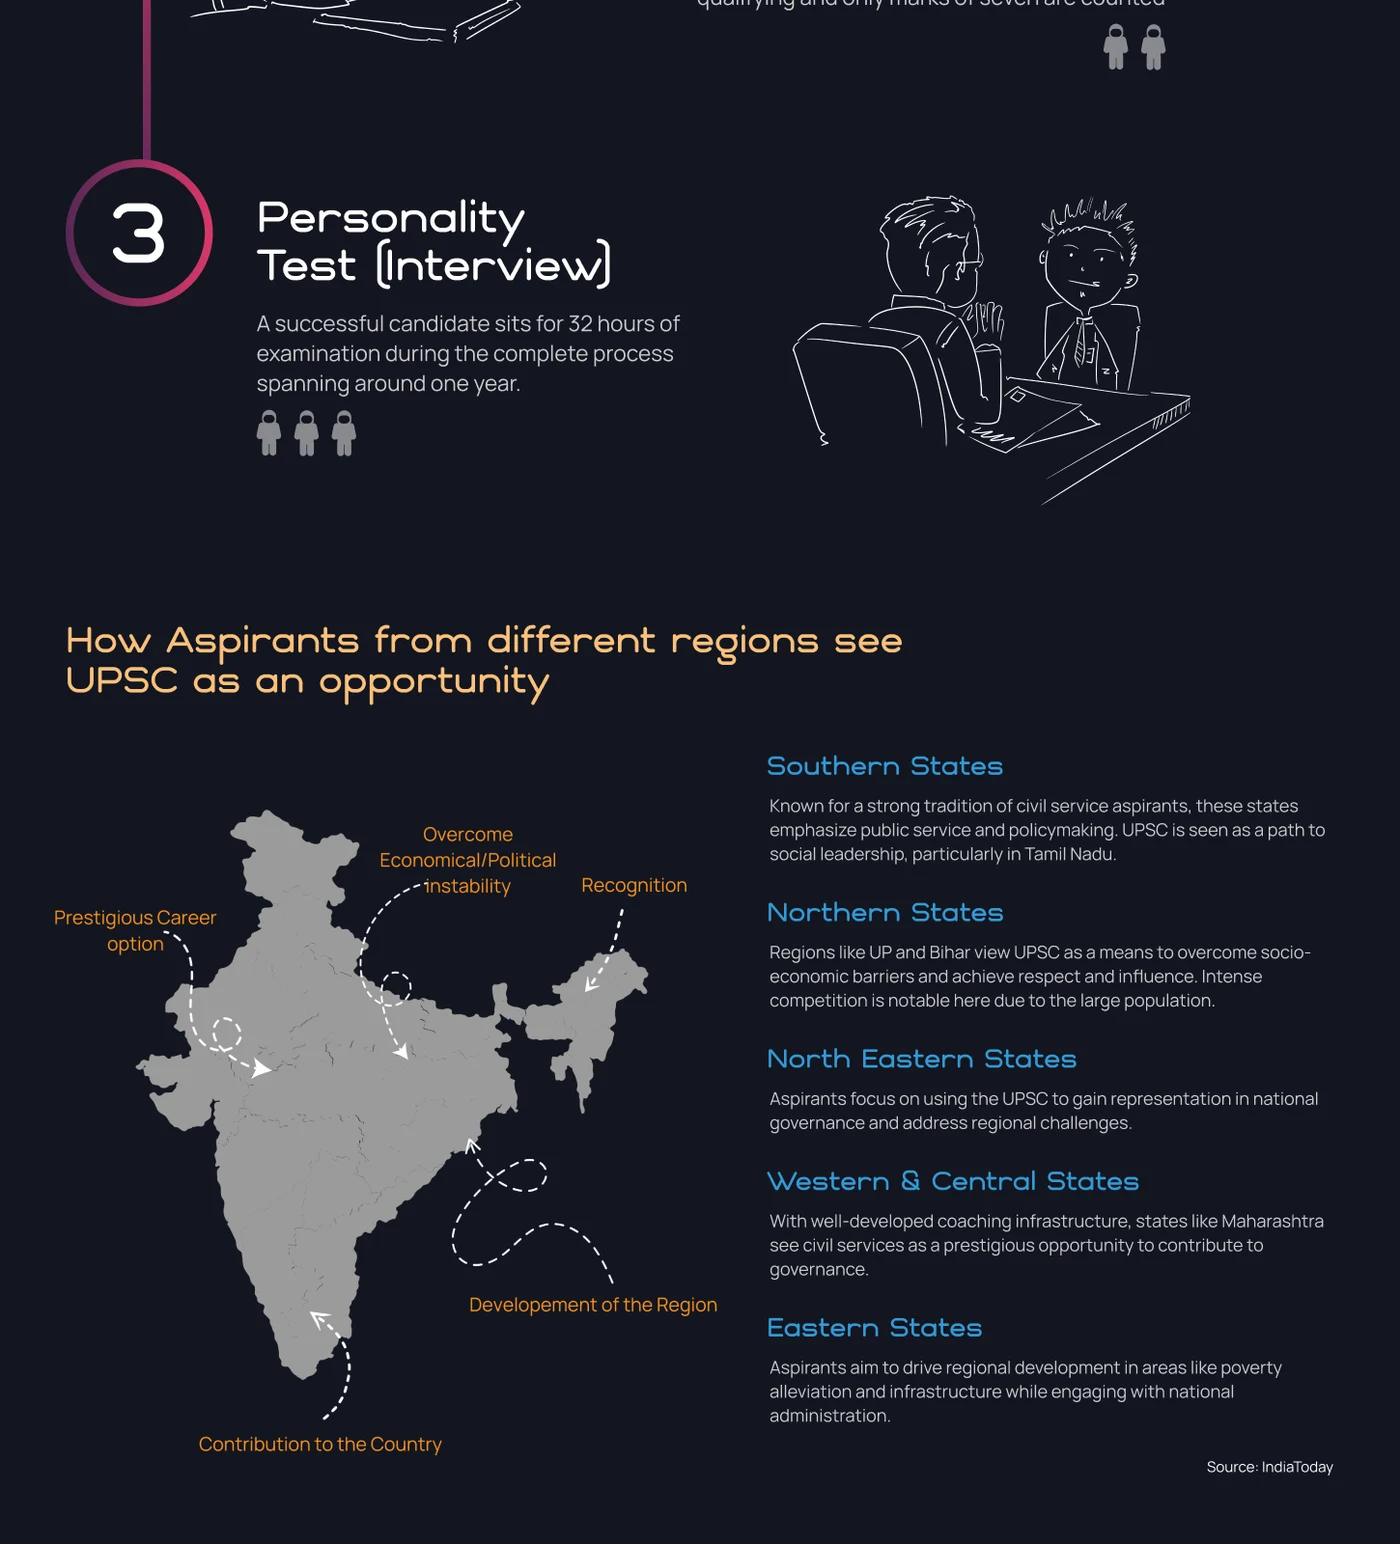 qualifying and only marks of seven are counted
3
Personality
Test (Interview)
A successful candidate sits for 32 hours of
examination during the complete process
spanning around one year.
How Aspirants from different regions see
UPSC as an opportunity
Overcome
Economical/Political
instability
Recognition
Prestigious Career
option
Developement of the Region
Contribution to the Country
Southern States
Known for a strong tradition of civil service aspirants, these states
emphasize public service and policymaking. UPSC is seen as a path to
social leadership, particularly in Tamil Nadu.
Northern States
Regions like UP and Bihar view UPSC as a means to overcome socio-
economic barriers and achieve respect and influence. Intense
competition is notable here due to the large population.
North Eastern States
Aspirants focus on using the UPSC to gain representation in national
governance and address regional challenges.
Western & Central States
With well-developed coaching infrastructure, states like Maharashtra
see civil services as a prestigious opportunity to contribute to
governance.
Eastern States
Aspirants aim to drive regional development in areas like poverty
alleviation and infrastructure while engaging with national
administration.
Source: IndiaToday